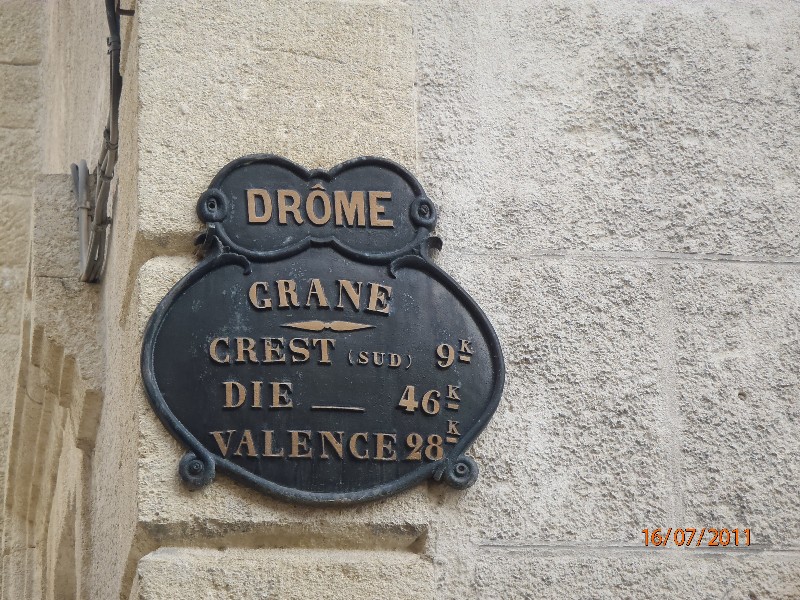 DRÔME
GRANE
CREST (SUD) 9K
DIE 46K
VALENCE 28K
16/07/2011